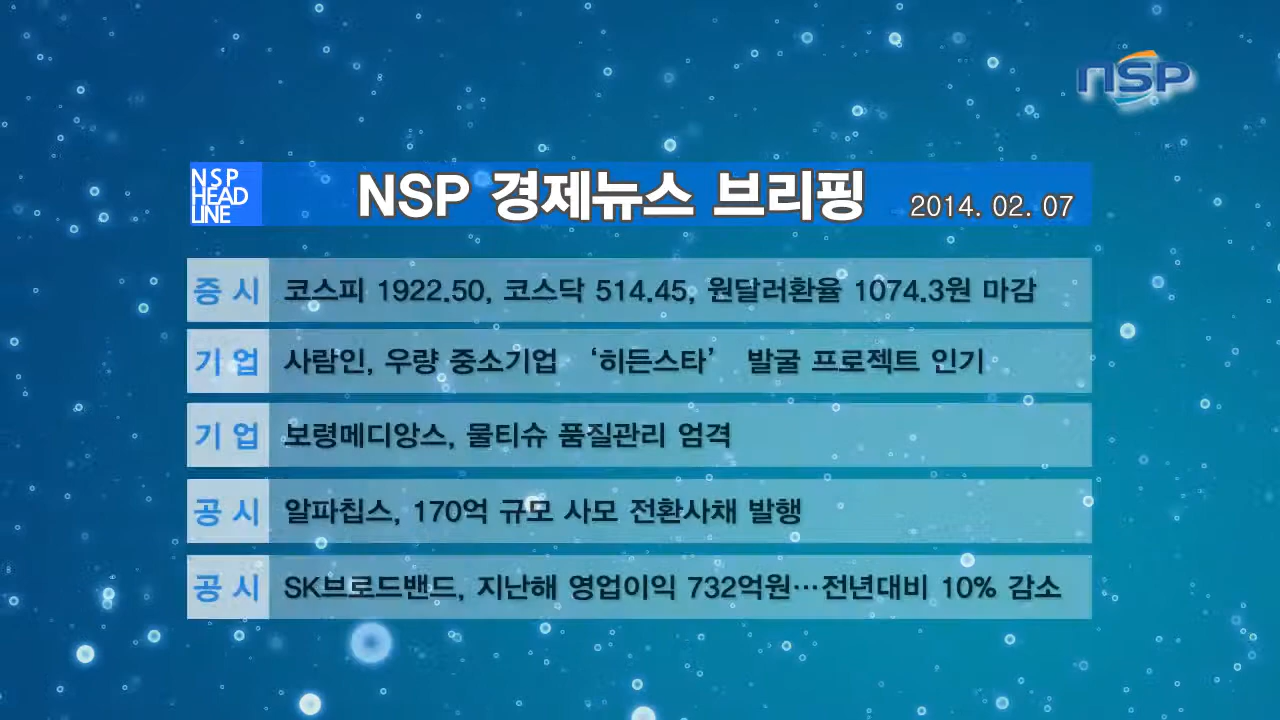 nsp
NSP
HEAD
LINE
NSP 경제뉴스 브리핑 2014. 02. 07
증 시 코스피 1922.50, 코스닥 514.45, 원달러환율 1074.3원 마감
기 업 사람인, 우량 중소기업 ‘히든스타’ 발굴 프로젝트 인기
기 업 보령메디앙스, 물티슈 품질관리 엄격
공 시 알파칩스, 170억 규모 사모 전환사채 발행
공 시 SK브로드밴드, 지난해 영업이익 732억원…전년대비 10% 감소